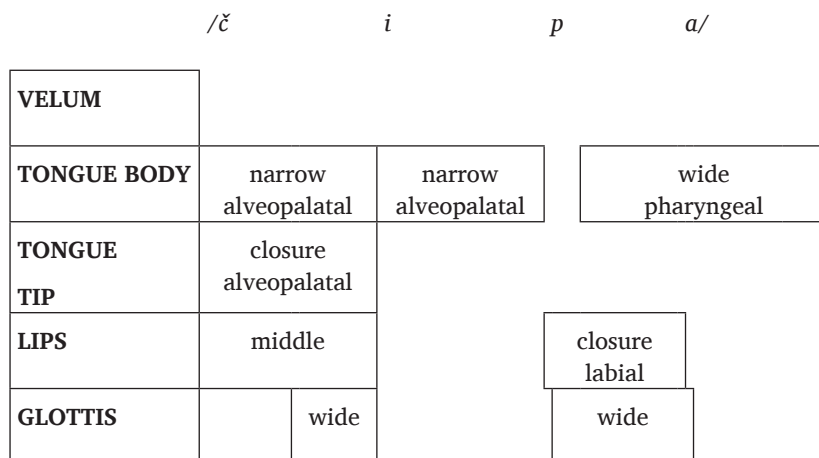 /č i p a/
VELUM
TONGUE BODY narrow narrow wide
alveopalatal alveopalatal pharyngeal
TONGUE closure
TIP alveopalatal
LIPS middle closure
labial
GLOTTIS wide wide